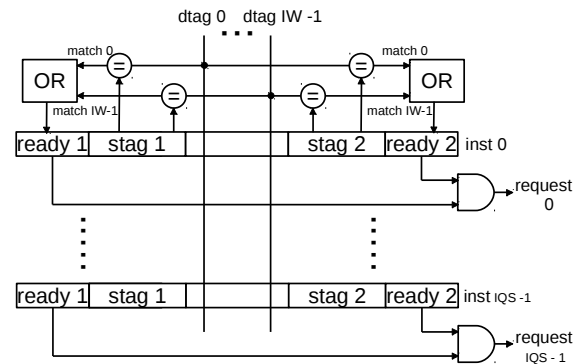 dtag 0 dtag IW -1
match 0 = = match 0
OR OR
= =
match IW-1 match IW-1
ready 1 stag 1 stag 2 ready 2 inst 0
request
0
ready 1 stag 1 stag 2 ready 2 inst IQS -1
request
IQS - 1